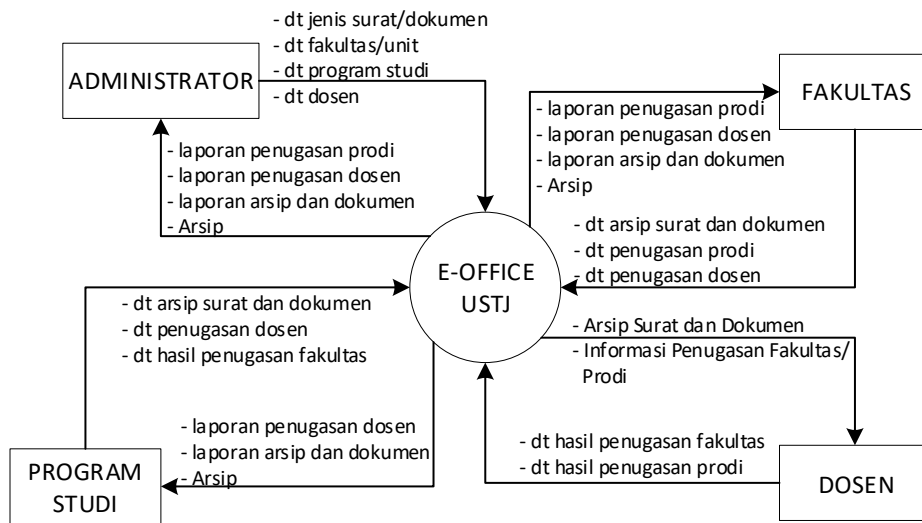 - dt jenis surat/dokumen
- dt fakultas/unit
- dt program studi
- dt dosen
ADMINISTRATOR
FAKULTAS
- laporan penugasan prodi
- laporan penugasan dosen
- laporan arsip dan dokumen
- Arsip
- laporan penugasan prodi
- laporan penugasan dosen
- laporan arsip dan dokumen
- Arsip
- dt arsip surat dan dokumen
- dt penugasan prodi
- dt penugasan dosen
E-OFFICE
USTJ
- dt arsip surat dan dokumen
- dt penugasan dosen
- dt hasil penugasan fakultas
- Arsip Surat dan Dokumen
- Informasi Penugasan Fakultas/
Prodi
- laporan penugasan dosen
- laporan arsip dan dokumen
- Arsip
- dt hasil penugasan fakultas
- dt hasil penugasan prodi
PROGRAM
STUDI
DOSEN